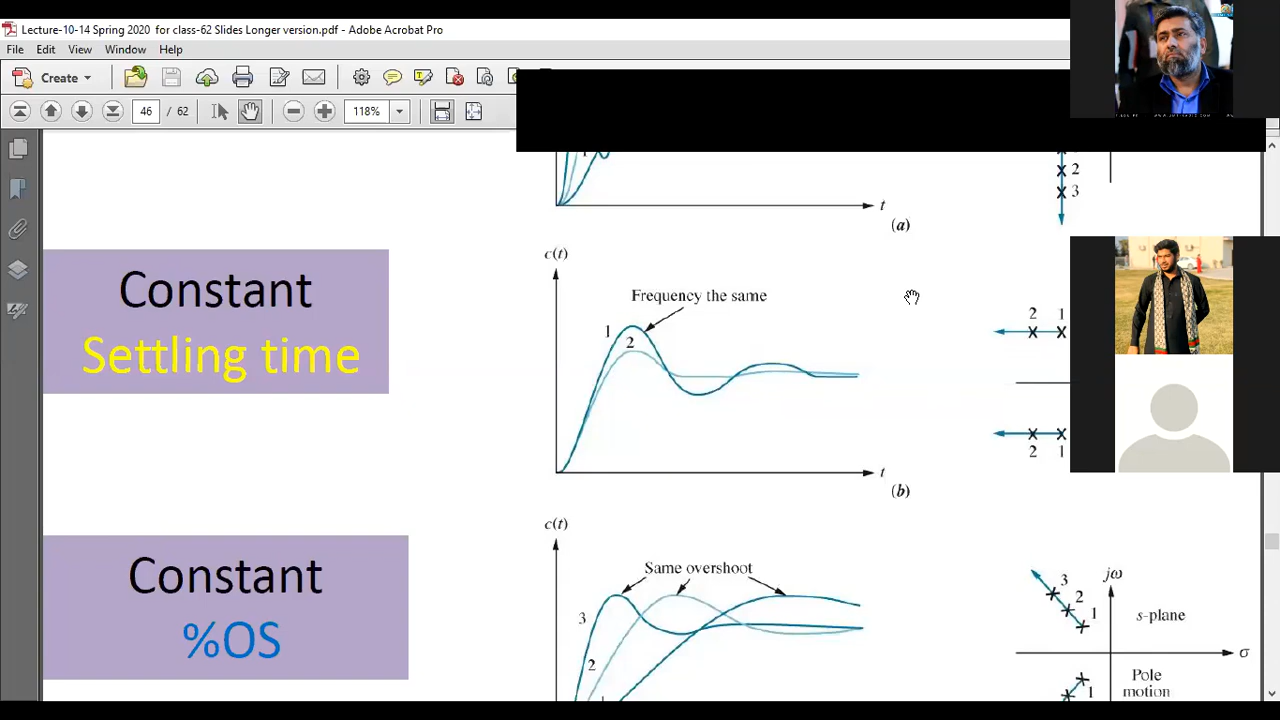 Lecture-10-14 Spring 2020 for class-62 Slides Longer version.pdf - Adobe Acrobat Pro
File Edit View Window Help
Create
46 / 62
118%
1
t
(a)
2
3
Constant
Settling time
c(t)
Frequency the same
1
2
t
(b)
2 1
2 1
Constant
%OS
c(t)
Same overshoot
3
2
3
2
1
jω
s-plane
σ
Pole
motion
1